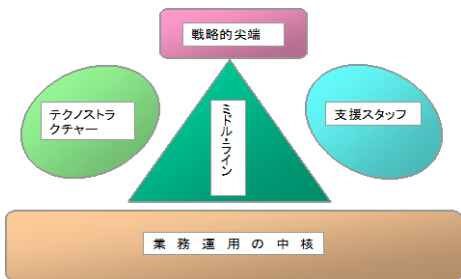 戦略的尖端
テクノストラ
クチャー
ミドル・ライン
支援スタッフ
業務運用の中核